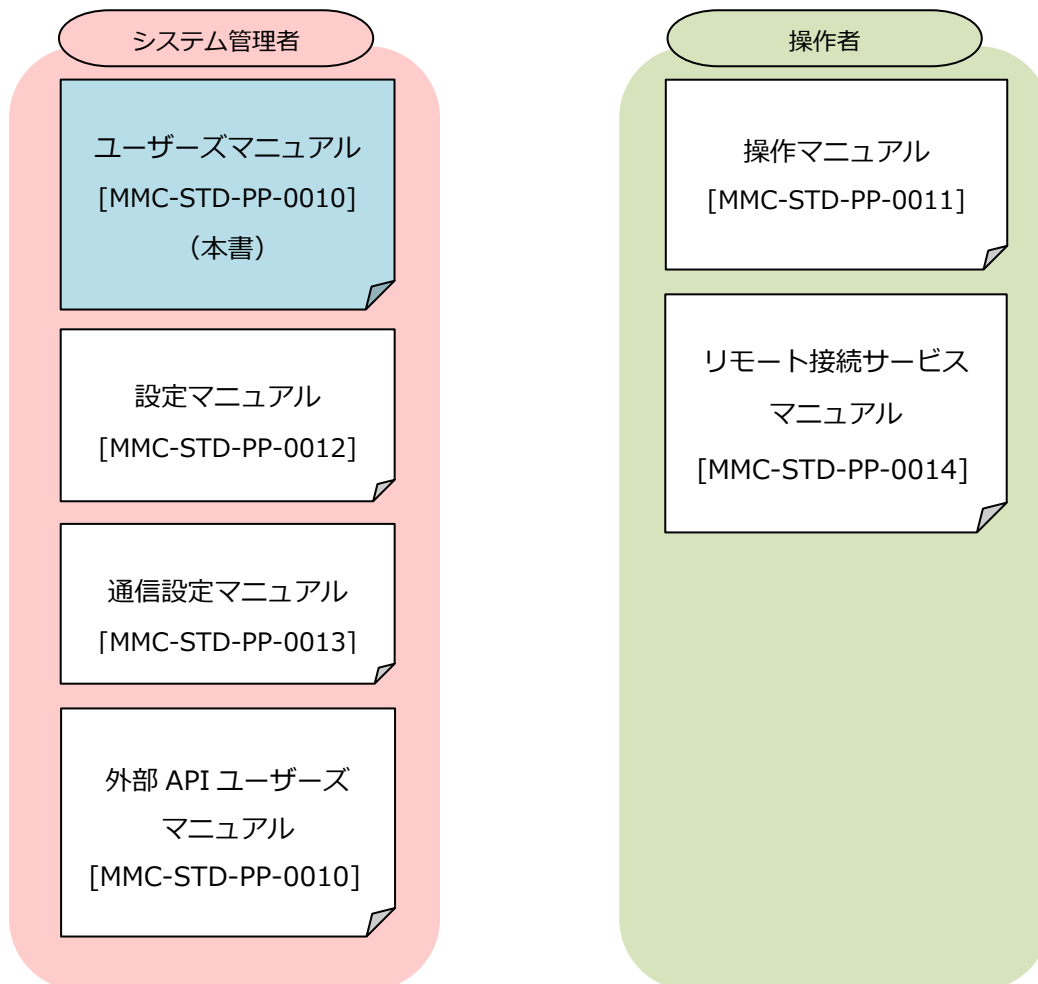 システム管理者
ユーザーズマニュアル
[MMC-STD-PP-0010]
（本書）
設定マニュアル
[MMC-STD-PP-0012]
通信設定マニュアル
[MMC-STD-PP-0013]
外部 API ユーザーズ
マニュアル
[MMC-STD-PP-0010]
操作者
操作マニュアル
[MMC-STD-PP-0011]
リモート接続サービス
マニュアル
[MMC-STD-PP-0014]